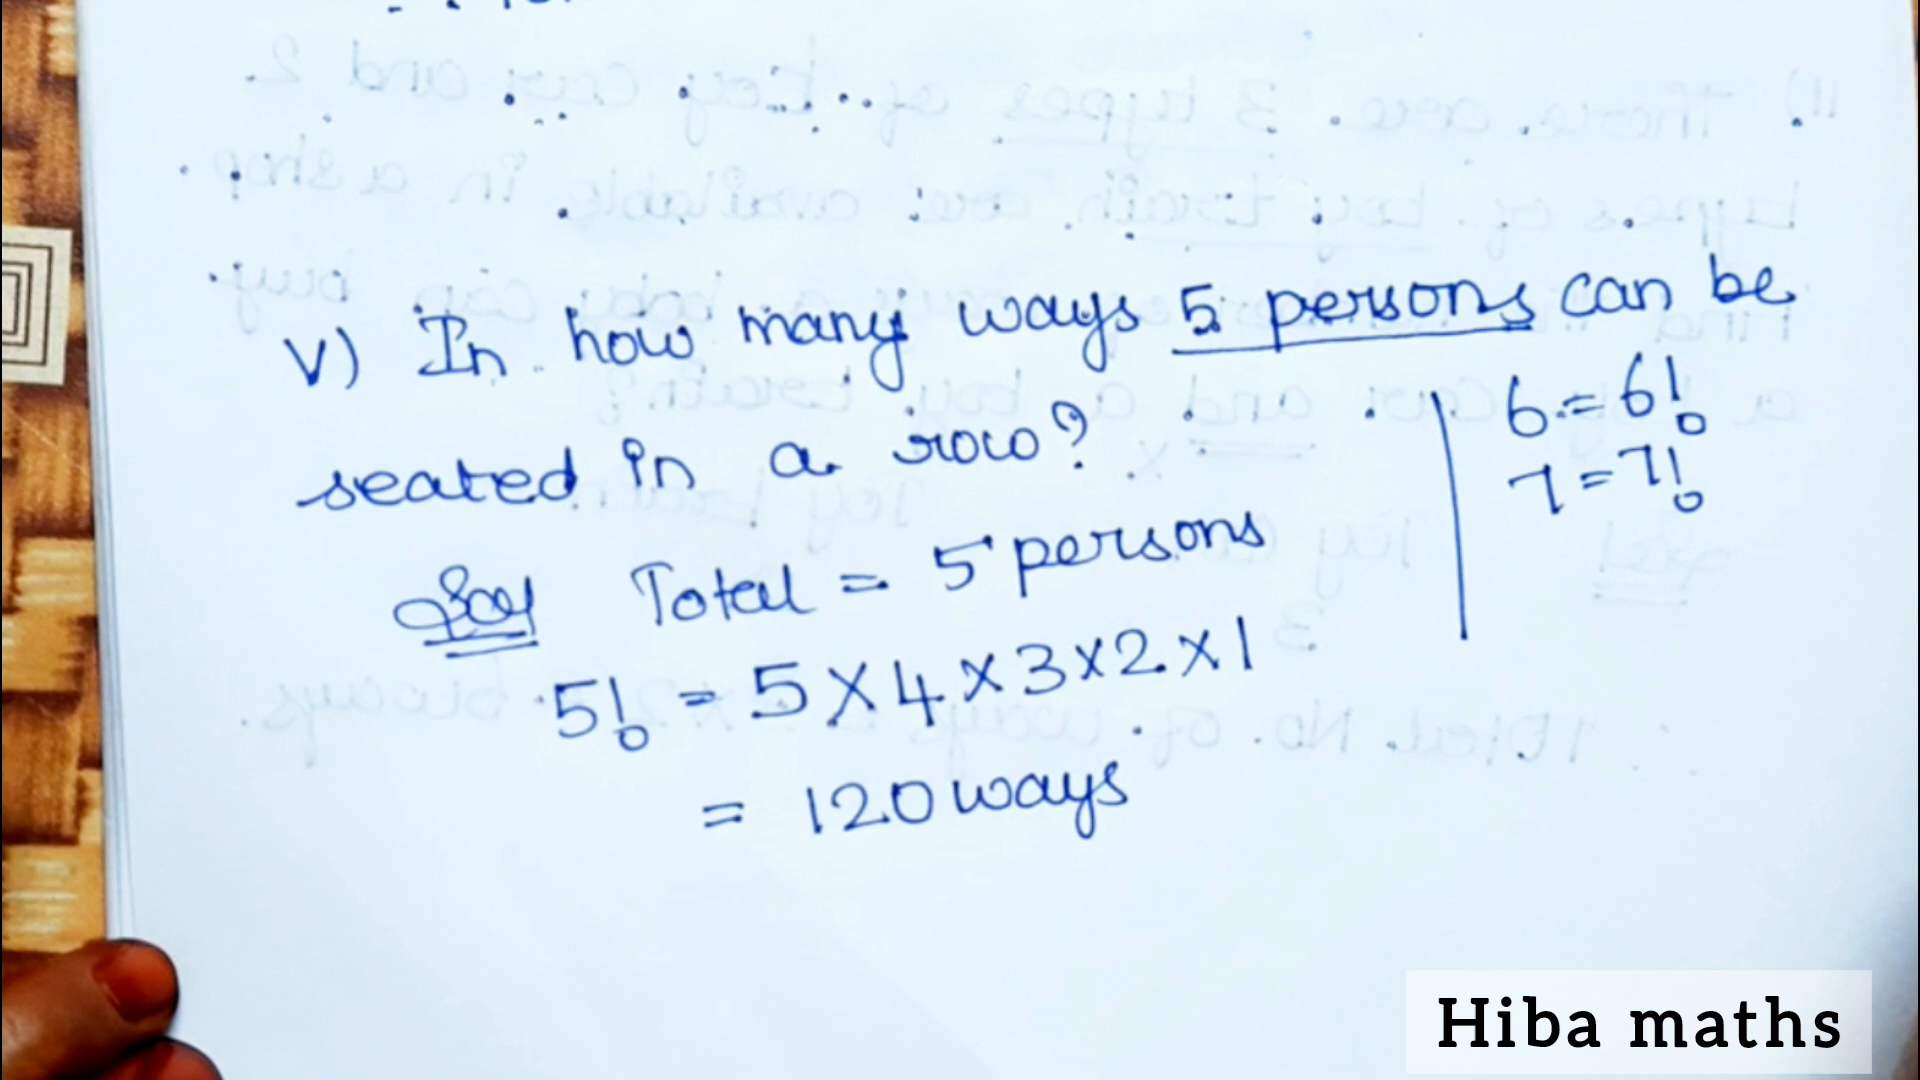 V) In how many ways 5 persons can be
seated in a row?
6 = 6!
7 = 7!
Sol Total = 5 persons
5! = 5 X 4 X 3 X 2 X 1
= 120 ways
Hiba maths